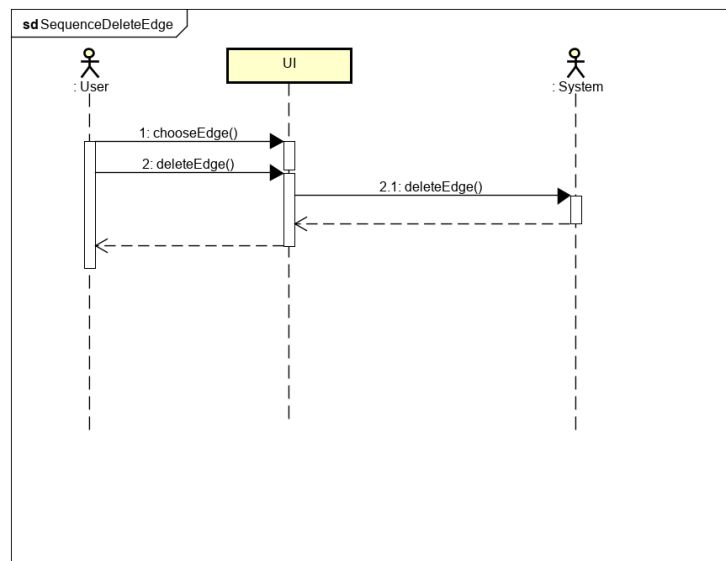 sd SequenceDeleteEdge
: User
UI
: System
1: chooseEdge()
2: deleteEdge()
2.1: deleteEdge()